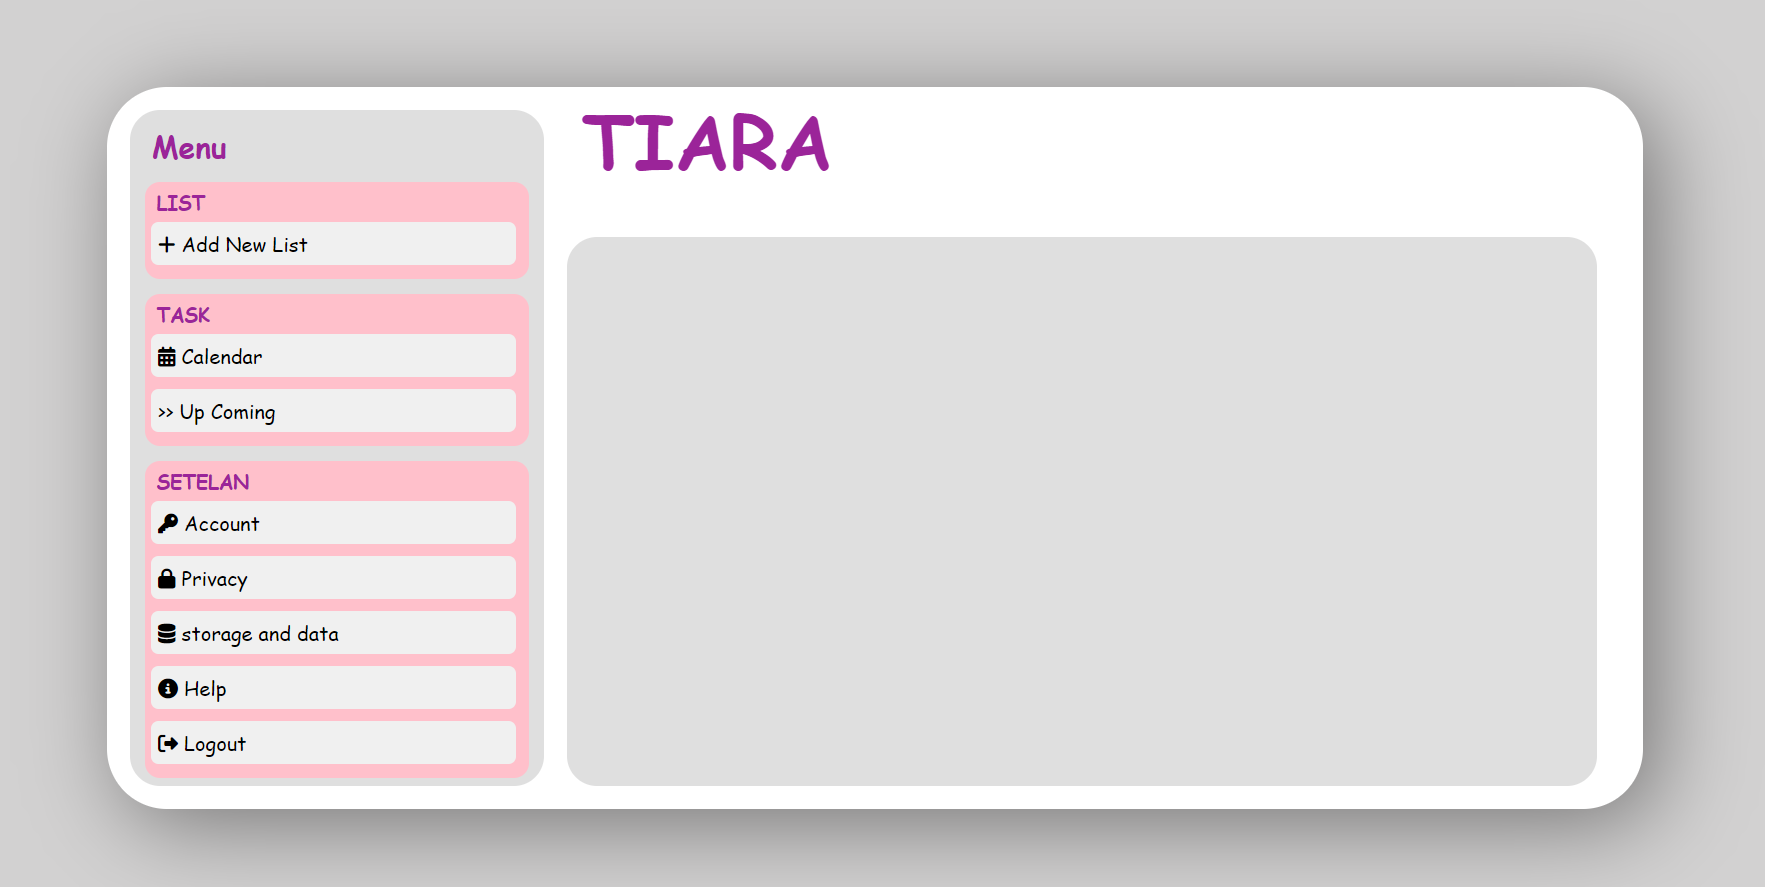 Menu
LIST
+ Add New List
TASK
Calendar
>> Up Coming
SETELAN
Account
Privacy
storage and data
Help
Logout
TIARA